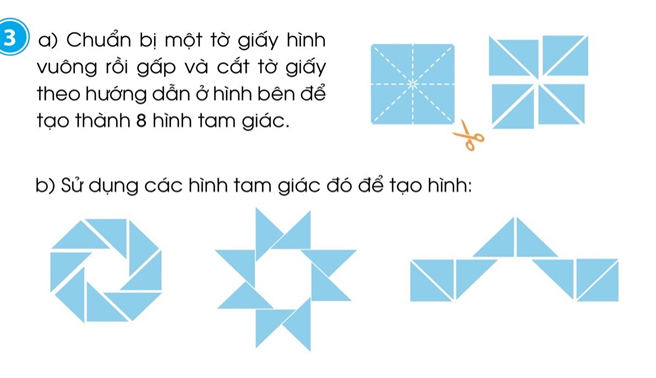 3 a) Chuẩn bị một tờ giấy hình
vuông rồi gấp và cắt tờ giấy
theo hướng dẫn ở hình bên để
tạo thành 8 hình tam giác.
b) Sử dụng các hình tam giác đó để tạo hình: